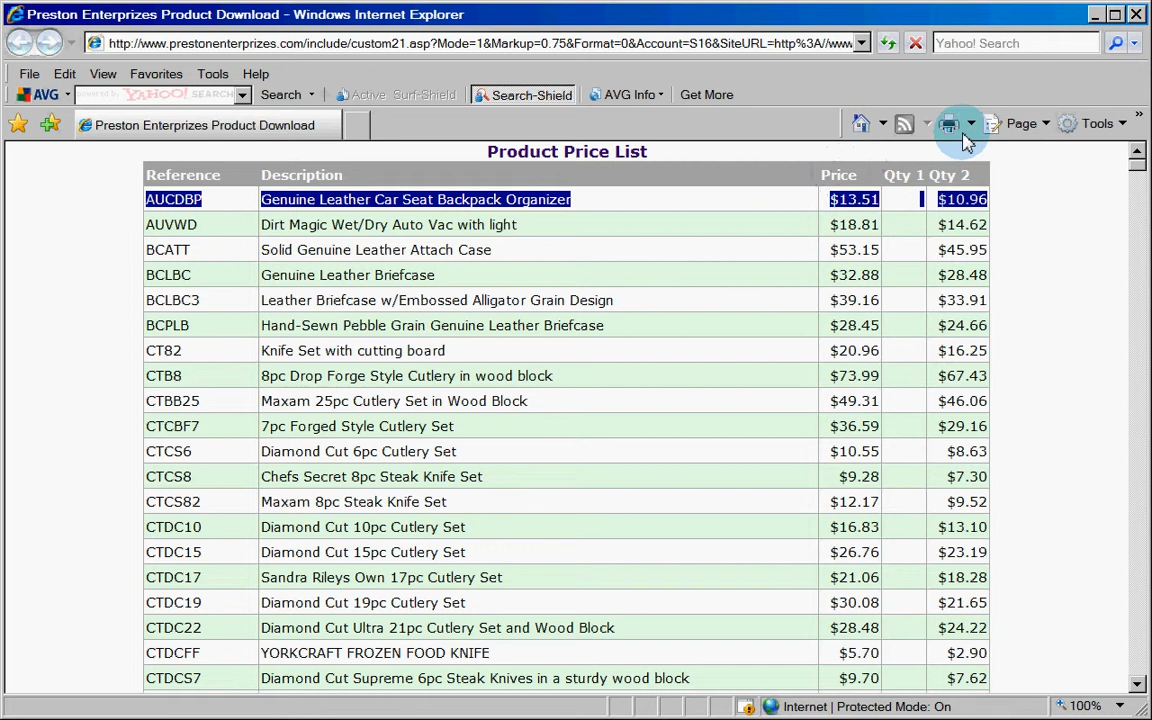 Preston Enterprizes Product Download - Windows Internet Explorer
http://www.prestonenterprizes.com/include/custom21.asp?Mode=1&Markup=0.75&Format=0&Account=S16&SiteURL=http%3A//www Yahoo! Search
File Edit View Favorites Tools Help
AVG powered by YAHOO! SEARCH Search Active Surf-Shield Search-Shield AVG Info Get More
Preston Enterprizes Product Download Page Tools
Product Price List
Reference Description Price Qty 1 Qty 2
AUCDBP Genuine Leather Car Seat Backpack Organizer $13.51 $10.96
AUVWD Dirt Magic Wet/Dry Auto Vac with light $18.81 $14.62
BCATT Solid Genuine Leather Attach Case $53.15 $45.95
BCLBC Genuine Leather Briefcase $32.88 $28.48
BCLBC3 Leather Briefcase w/Embossed Alligator Grain Design $39.16 $33.91
BCPLB Hand-Sewn Pebble Grain Genuine Leather Briefcase $28.45 $24.66
CT82 Knife Set with cutting board $20.96 $16.25
CTB8 8pc Drop Forge Style Cutlery in wood block $73.99 $67.43
CTBB25 Maxam 25pc Cutlery Set in Wood Block $49.31 $46.06
CTCBF7 7pc Forged Style Cutlery Set $36.59 $29.16
CTCS6 Diamond Cut 6pc Cutlery Set $10.55 $8.63
CTCS8 Chefs Secret 8pc Steak Knife Set $9.28 $7.30
CTCS82 Maxam 8pc Steak Knife Set $12.17 $9.52
CTDC10 Diamond Cut 10pc Cutlery Set $16.83 $13.10
CTDC15 Diamond Cut 15pc Cutlery Set $26.76 $23.19
CTDC17 Sandra Rileys Own 17pc Cutlery Set $21.06 $18.28
CTDC19 Diamond Cut 19pc Cutlery Set $30.08 $21.65
CTDC22 Diamond Cut Ultra 21pc Cutlery Set and Wood Block $28.48 $24.22
CTDCFF YORKCRAFT FROZEN FOOD KNIFE $5.70 $2.90
CTDCS7 Diamond Cut Supreme 6pc Steak Knives in a sturdy wood block $9.70 $7.62
Internet | Protected Mode: On 100%